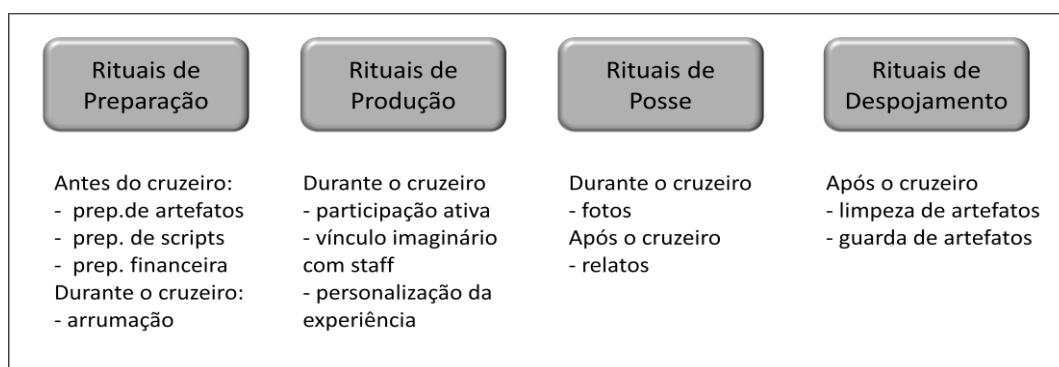 Rituais de
Preparação
Rituais de
Produção
Rituais de
Posse
Rituais de
Despojamento
Antes do cruzeiro:
- prep.de artefatos
- prep. de scripts
- prep. financeira
Durante o cruzeiro:
- arrumação
Durante o cruzeiro
- participação ativa
- vínculo imaginário
com staff
- personalização da
experiência
Durante o cruzeiro
- fotos
Após o cruzeiro
- relatos
Após o cruzeiro
- limpeza de artefatos
- guarda de artefatos